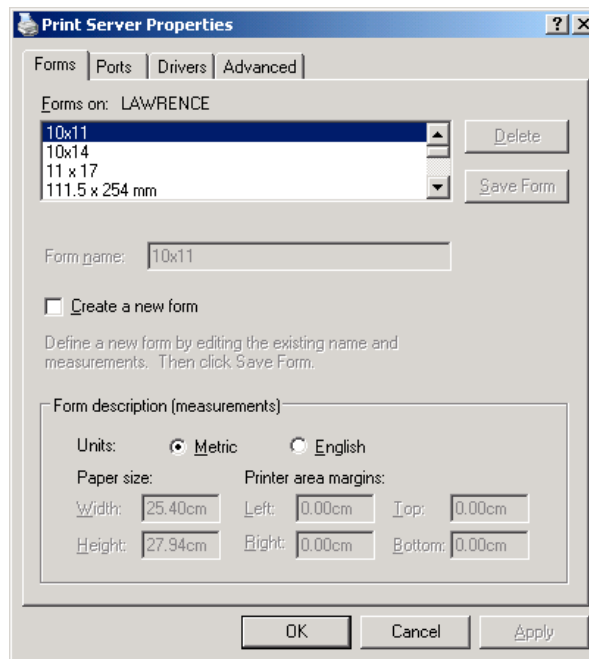 Print Server Properties
Forms Ports Drivers Advanced
Forms on: LAWRENCE
10x11
10x14
11 x 17
111.5 x 254 mm
Delete
Save Form
Form name: 10x11
Create a new form
Define a new form by editing the existing name and
measurements. Then click Save Form.
Form description (measurements)
Units: Metric English
Paper size: Printer area margins:
Width: 25.40cm Left: 0.00cm Top: 0.00cm
Height: 27.94cm Right: 0.00cm Bottom: 0.00cm
OK Cancel Apply